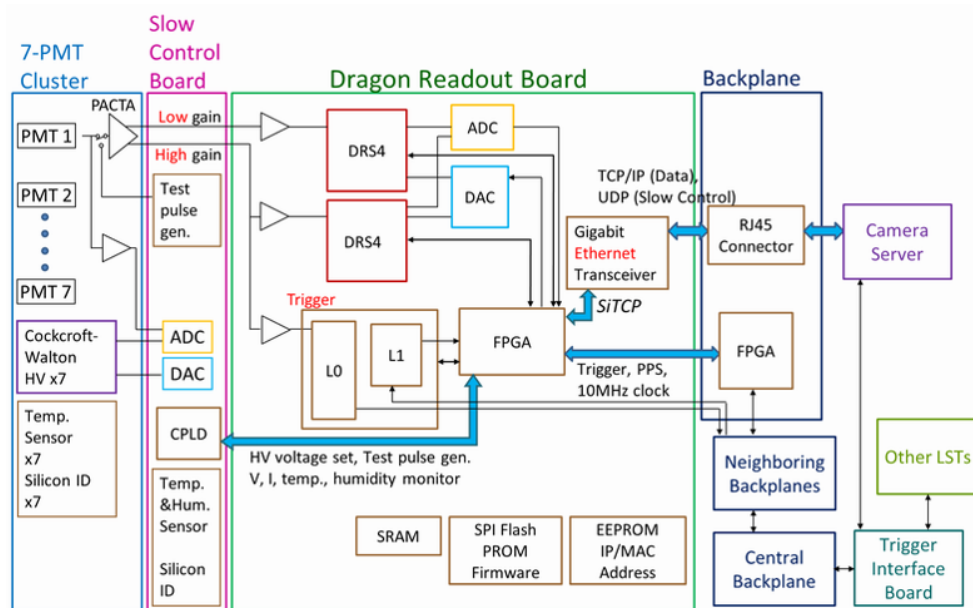 7-PMT
Cluster
Slow
Control
Board
Dragon Readout Board
Backplane
PACTA
PMT 1
PMT 2
PMT 7
Low gain
High gain
Test
pulse
gen.
DRS4
DRS4
ADC
DAC
TCP/IP (Data),
UDP (Slow Control)
Gigabit
Ethernet
Transceiver
RJ45
Connector
Camera
Server
SiTCP
Trigger
L0
L1
FPGA
FPGA
Trigger, PPS,
10MHz clock
Cockcroft-
Walton
HV x7
ADC
DAC
Temp.
Sensor
x7
Silicon ID
x7
CPLD
HV voltage set, Test pulse gen.
V, I, temp., humidity monitor
Temp.
&Hum.
Sensor
Silicon
ID
SRAM
SPI Flash
PROM
Firmware
EEPROM
IP/MAC
Address
Neighboring
Backplanes
Other LSTs
Central
Backplane
Trigger
Interface
Board